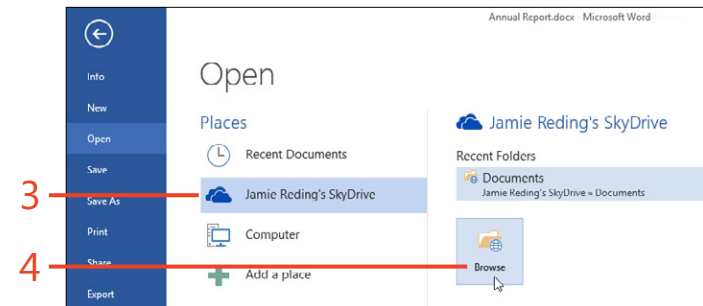 Annual Report.docx - Microsoft Word
Info
New
Open
Save
Save As
Print
Share
Export
Open
Places
Recent Documents
Jamie Reding's SkyDrive
Computer
Add a place
Jamie Reding's SkyDrive
Recent Folders
Documents
Jamie Reding's SkyDrive » Documents
Browse
3
4